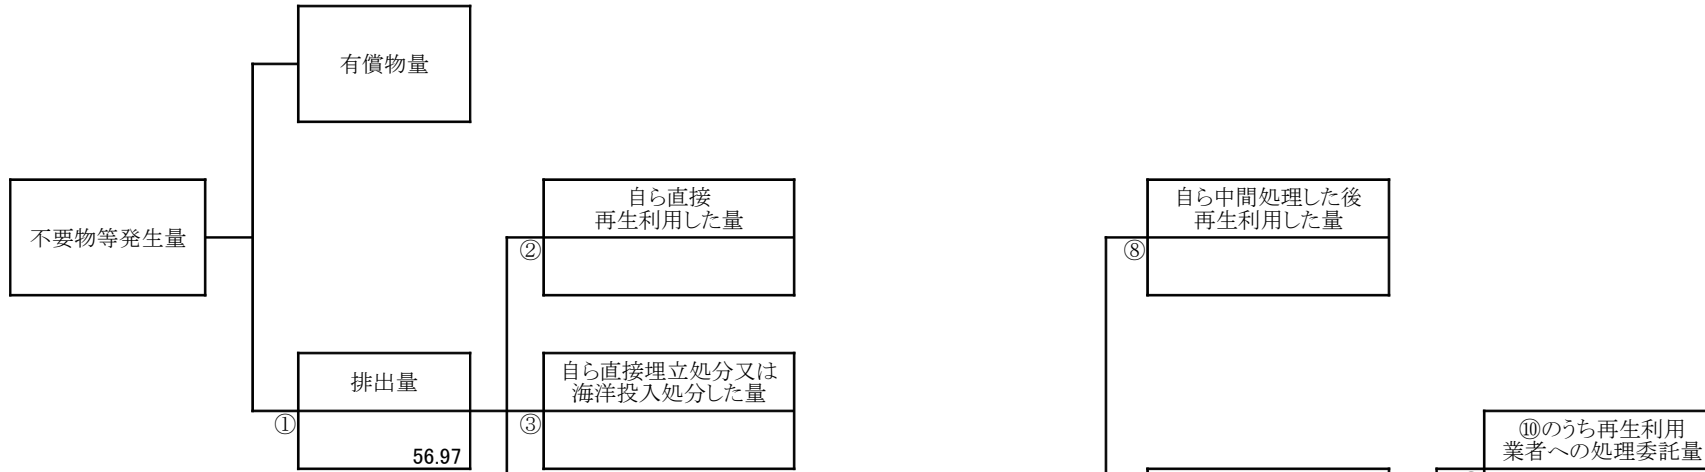 有償物量
不要物等発生量
自ら直接
再生利用した量
②
自ら中間処理した後
再生利用した量
⑧
排出量
①
56.97
自ら直接埋立処分又は
海洋投入処分した量
③
⑩のうち再生利用
業者への処理委託量